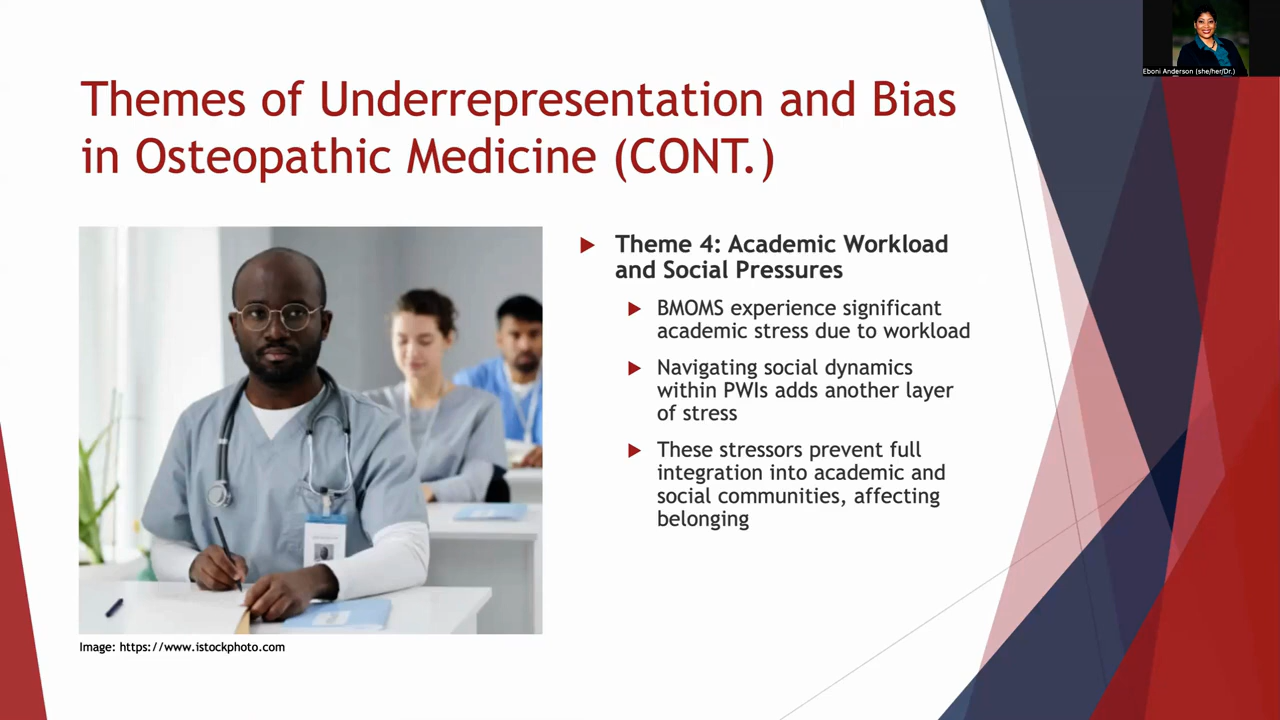 Eboni Anderson (she/her/Dr.)
Themes of Underrepresentation and Bias
in Osteopathic Medicine (CONT.)
Theme 4: Academic Workload
and Social Pressures
BMOMS experience significant
academic stress due to workload
Navigating social dynamics
within PWIs adds another layer
of stress
These stressors prevent full
integration into academic and
social communities, affecting
belonging
Image: https://www.istockphoto.com